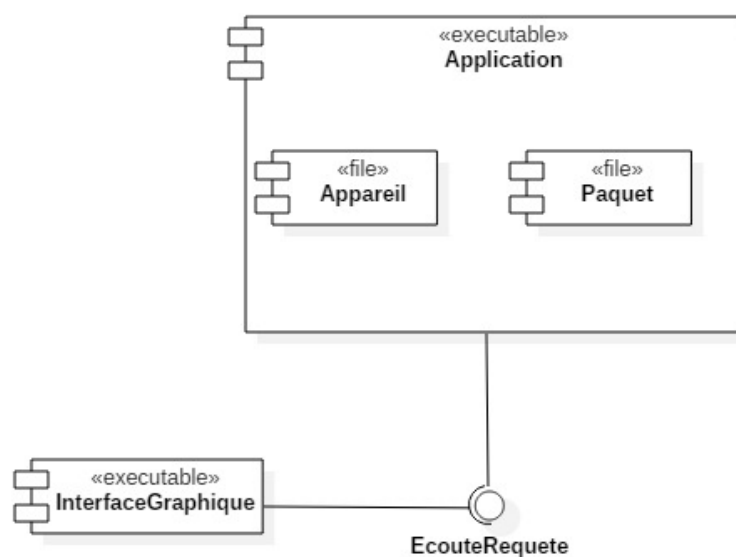 «executable»
Application
«file»
Appareil
«file»
Paquet
«executable»
InterfaceGraphique
EcouteRequete